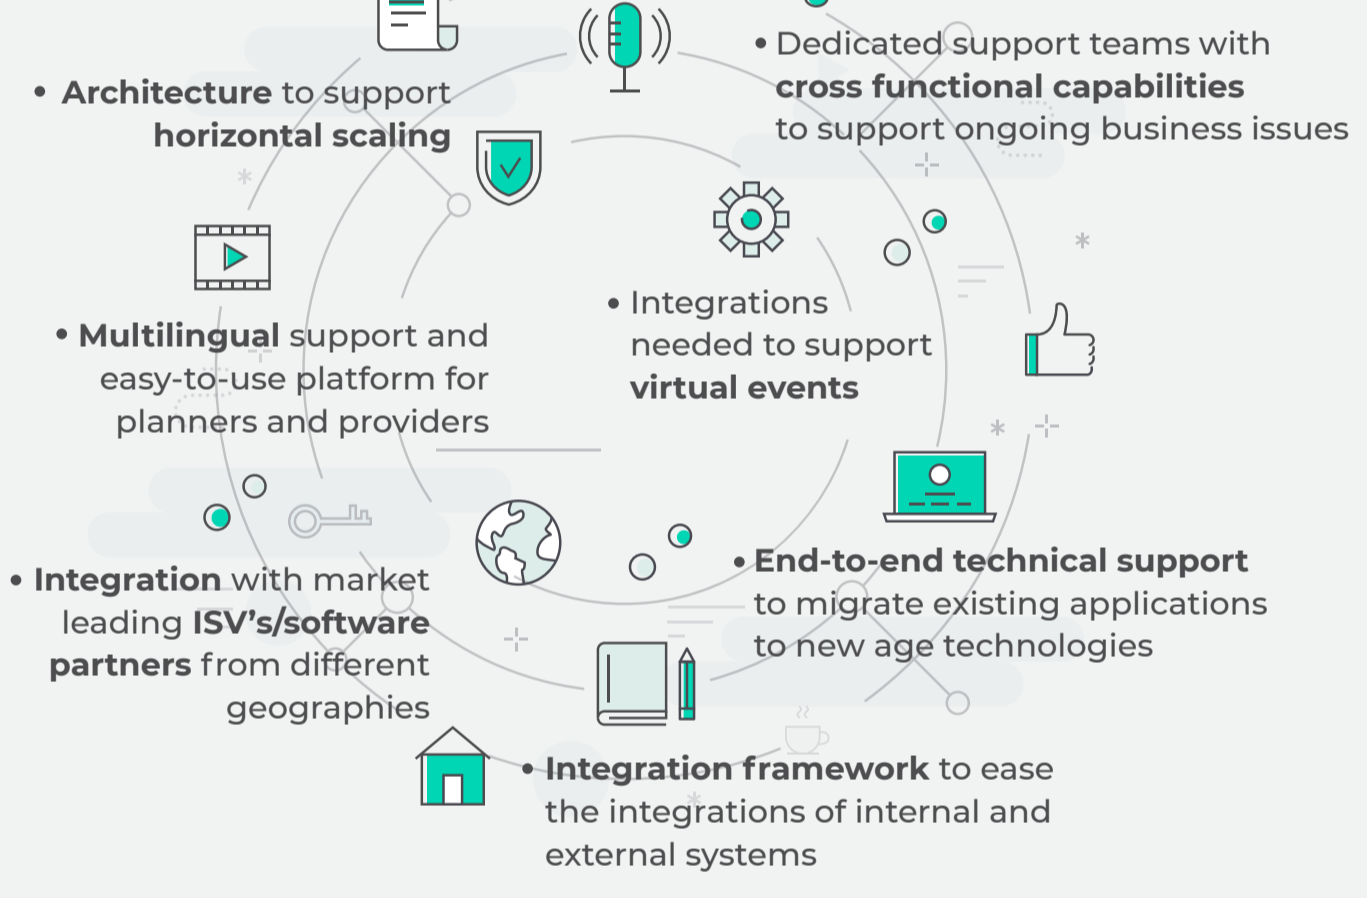 • Architecture to support
horizontal scaling
• Dedicated support teams with
cross functional capabilities
to support ongoing business issues
• Multilingual support and
easy-to-use platform for
planners and providers
• Integrations
needed to support
virtual events
• Integration with market
leading ISV’s/software
partners from different
geographies
• End-to-end technical support
to migrate existing applications
to new age technologies
• Integration framework to ease
the integrations of internal and
external systems